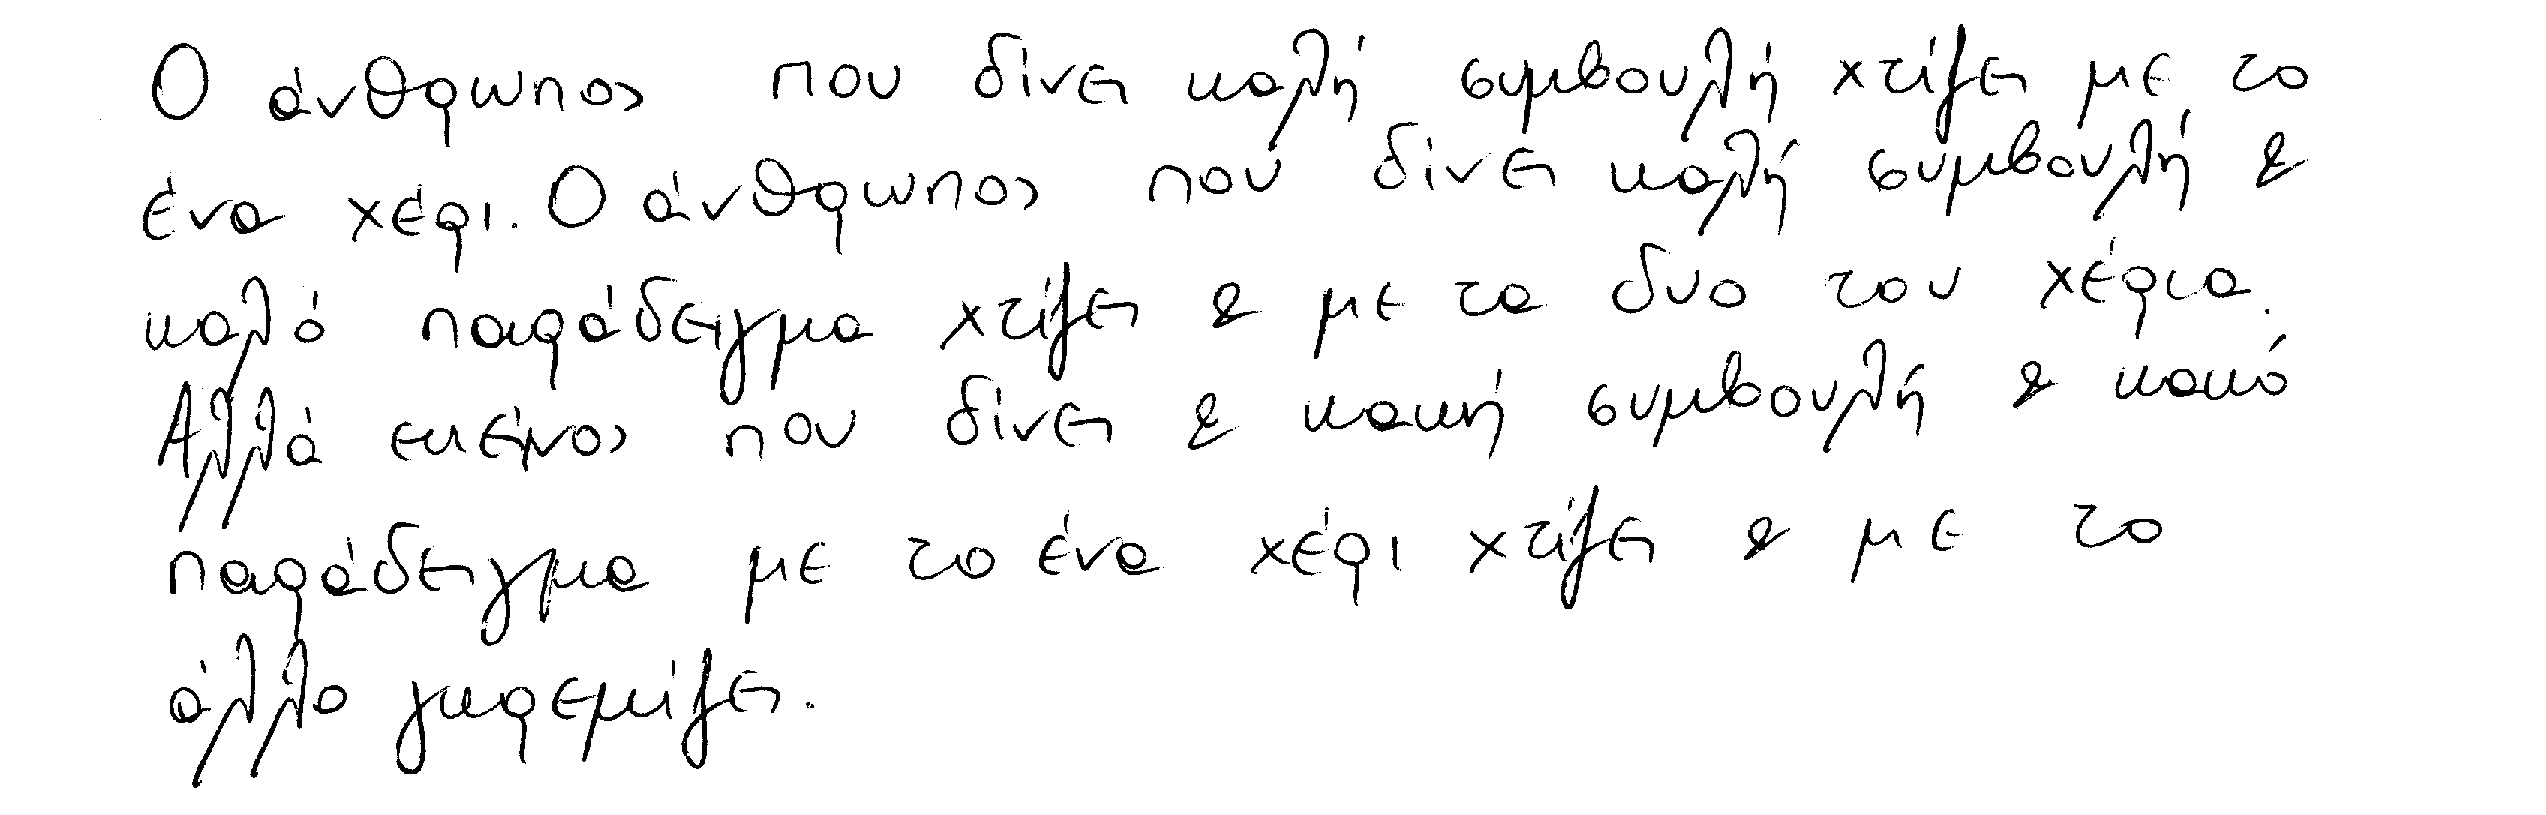 Ο άνθρωπος που δίνει καλή συμβουλή χτίζει με το
ένα χέρι. Ο άνθρωπος που δίνει καλή συμβουλή &
καλό παράδειγμα χτίζει & με τα δυο του χέρια.
Αλλά εκείνος που δίνει & κακή συμβουλή & κακό
παράδειγμα με το ένα χέρι χτίζει & με το
άλλο γκρεμίζει.